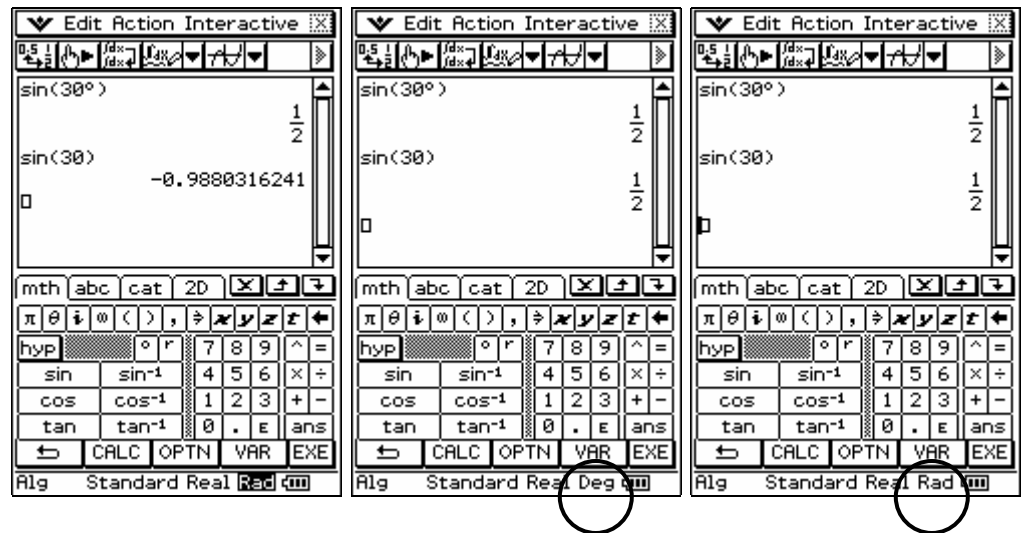 Edit Action Interactive
sin(30°)
1
2
sin(30)
-0.9880316241
mth abc cat 2D
π θ i ∞ ( ) , ⇒ x y z t ←
hyp ° r 7 8 9 ^ =
sin sin⁻¹ 4 5 6 × ÷
cos cos⁻¹ 1 2 3 + −
tan tan⁻¹ 0 . E ans
CALC OPTN VAR EXE
Alg Standard Real Rad
Edit Action Interactive
sin(30°)
1
2
sin(30)
1
2
mth abc cat 2D
π θ i ∞ ( ) , ⇒ x y z t ←
hyp ° r 7 8 9 ^ =
sin sin⁻¹ 4 5 6 × ÷
cos cos⁻¹ 1 2 3 + −
tan tan⁻¹ 0 . E ans
CALC OPTN VAR EXE
Alg Standard Real Deg
Edit Action Interactive
sin(30°)
1
2
sin(30)
1
2
mth abc cat 2D
π θ i ∞ ( ) , ⇒ x y z t ←
hyp ° r 7 8 9 ^ =
sin sin⁻¹ 4 5 6 × ÷
cos cos⁻¹ 1 2 3 + −
tan tan⁻¹ 0 . E ans
CALC OPTN VAR EXE
Alg Standard Real Rad